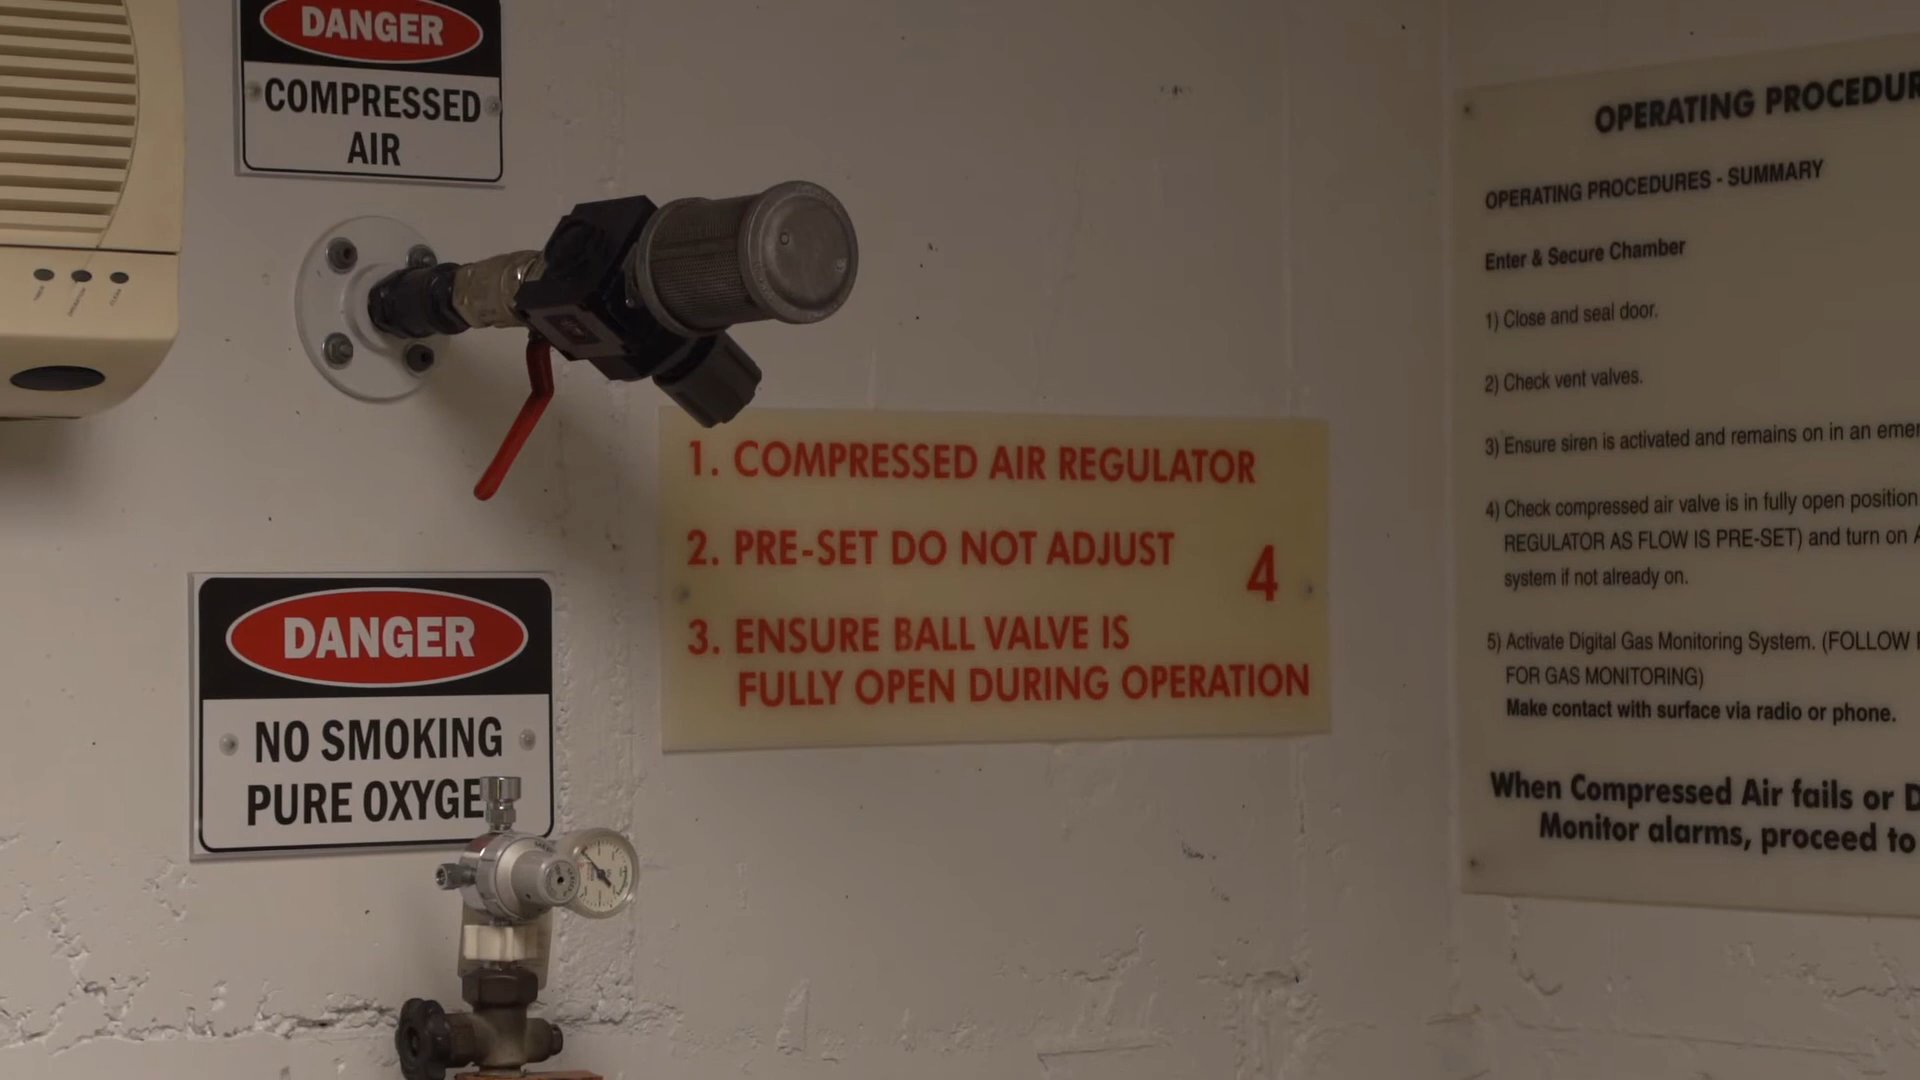 DANGER
COMPRESSED
AIR
DANGER
NO SMOKING
PURE OXYGE
1. COMPRESSED AIR REGULATOR
2. PRE-SET DO NOT ADJUST
4
3. ENSURE BALL VALVE IS
FULLY OPEN DURING OPERATION
OPERATING PROCEDUR
OPERATING PROCEDURES - SUMMARY
Enter & Secure Chamber
1) Close and seal door.
2) Check vent valves.
3) Ensure siren is activated and remains on in an emer
4) Check compressed air valve is in fully open position
REGULATOR AS FLOW IS PRE-SET) and turn on A
system if not already on.
5) Activate Digital Gas Monitoring System. (FOLLOW
FOR GAS MONITORING)
Make contact with surface via radio or phone.
When Compressed Air fails or D
Monitor alarms, proceed to